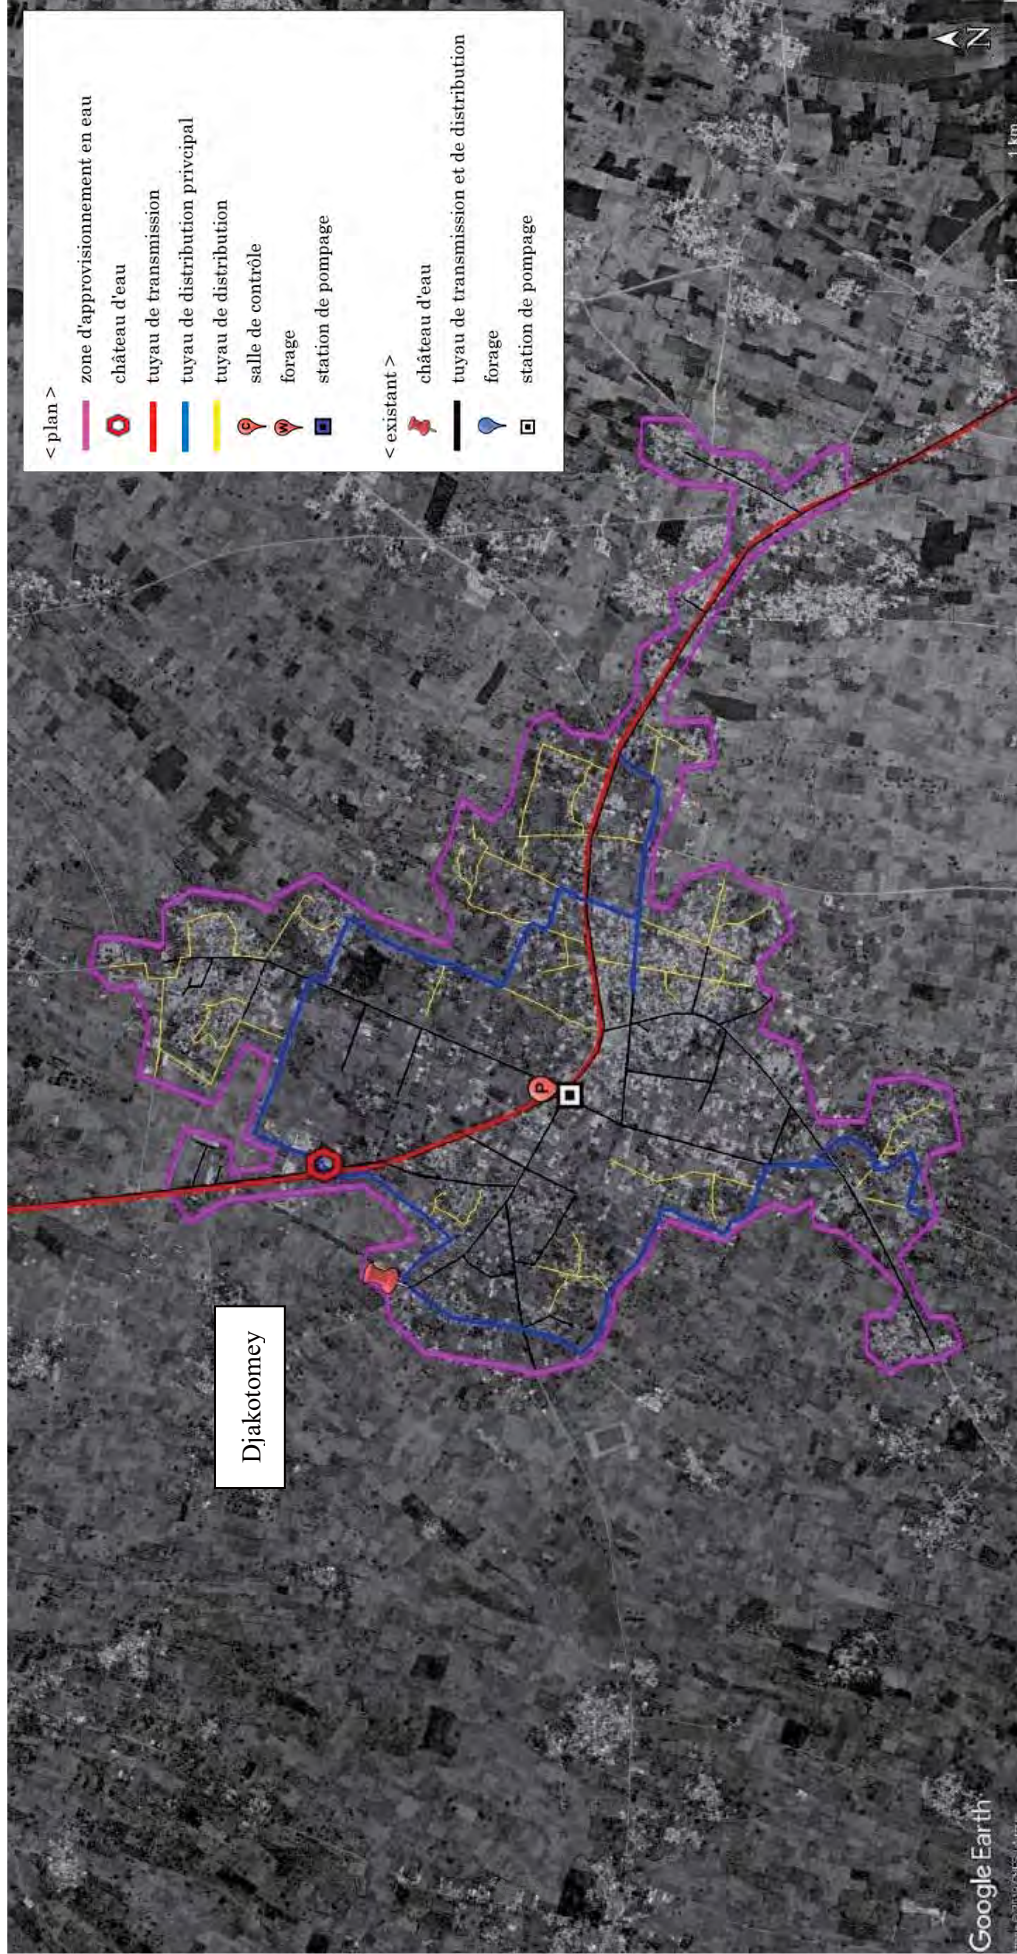 < plan >
zone d'approvisionnement en eau
château d'eau
tuyau de transmission
tuyau de distribution privcipal
tuyau de distribution
C
salle de contrôle
W
forage
station de pompage
< existant >
château d'eau
tuyau de transmission et de distribution
forage
station de pompage
Djakotomey
P
N
1 km
Google Earth